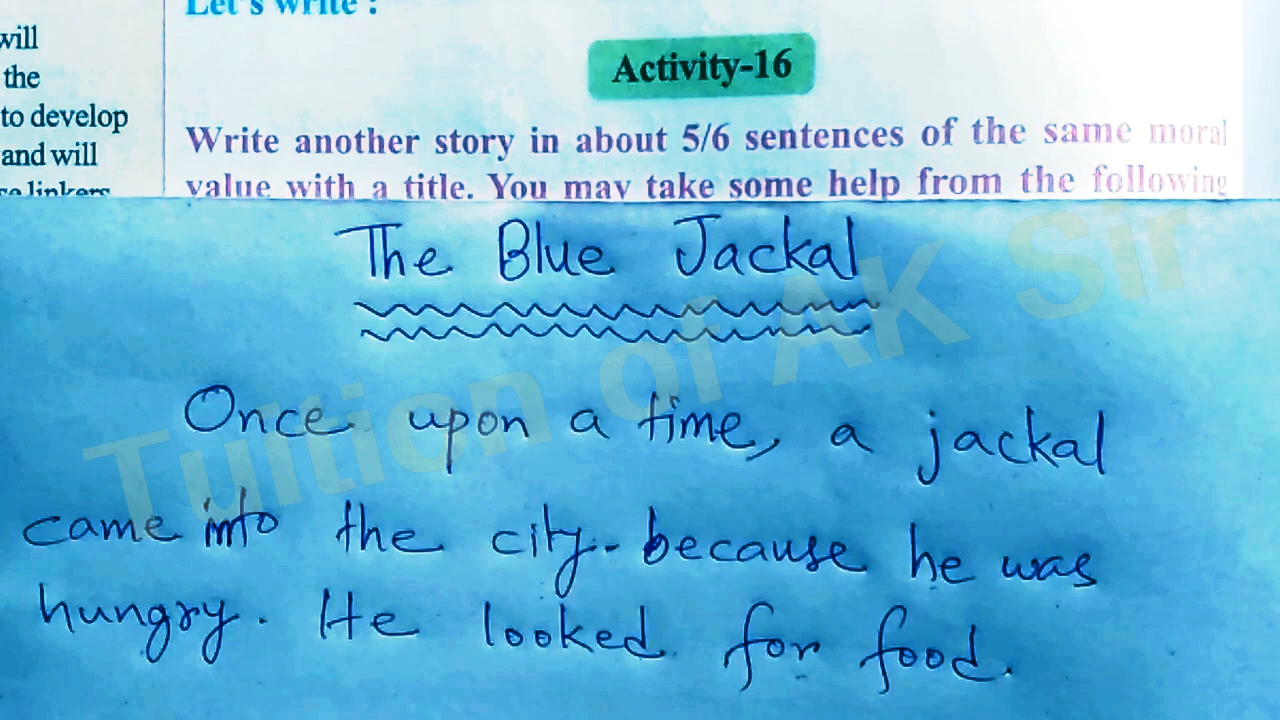 Let's write :
will
the
to develop
and will
Activity-16
Write another story in about 5/6 sentences of the same moral
value with a title. You may take some help from the following
The Blue Jackal
Once upon a time, a jackal
came into the city because he was
hungry. He looked for food.
Tuition of AK Sir